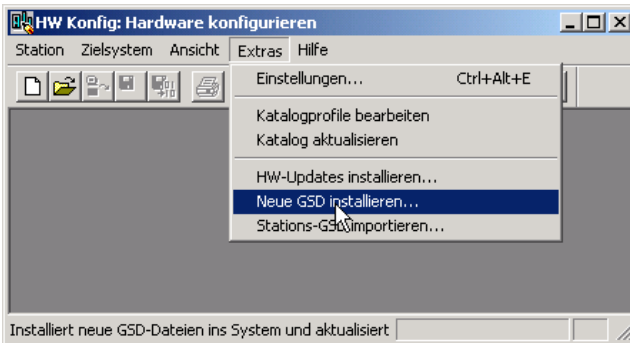 HW Konfig: Hardware konfigurieren
Station Zielsystem Ansicht Extras Hilfe
Einstellungen... Ctrl+Alt+E
Katalogprofile bearbeiten
Katalog aktualisieren
HW-Updates installieren...
Neue GSD installieren...
Stations-GSD importieren...
Installiert neue GSD-Dateien ins System und aktualisiert